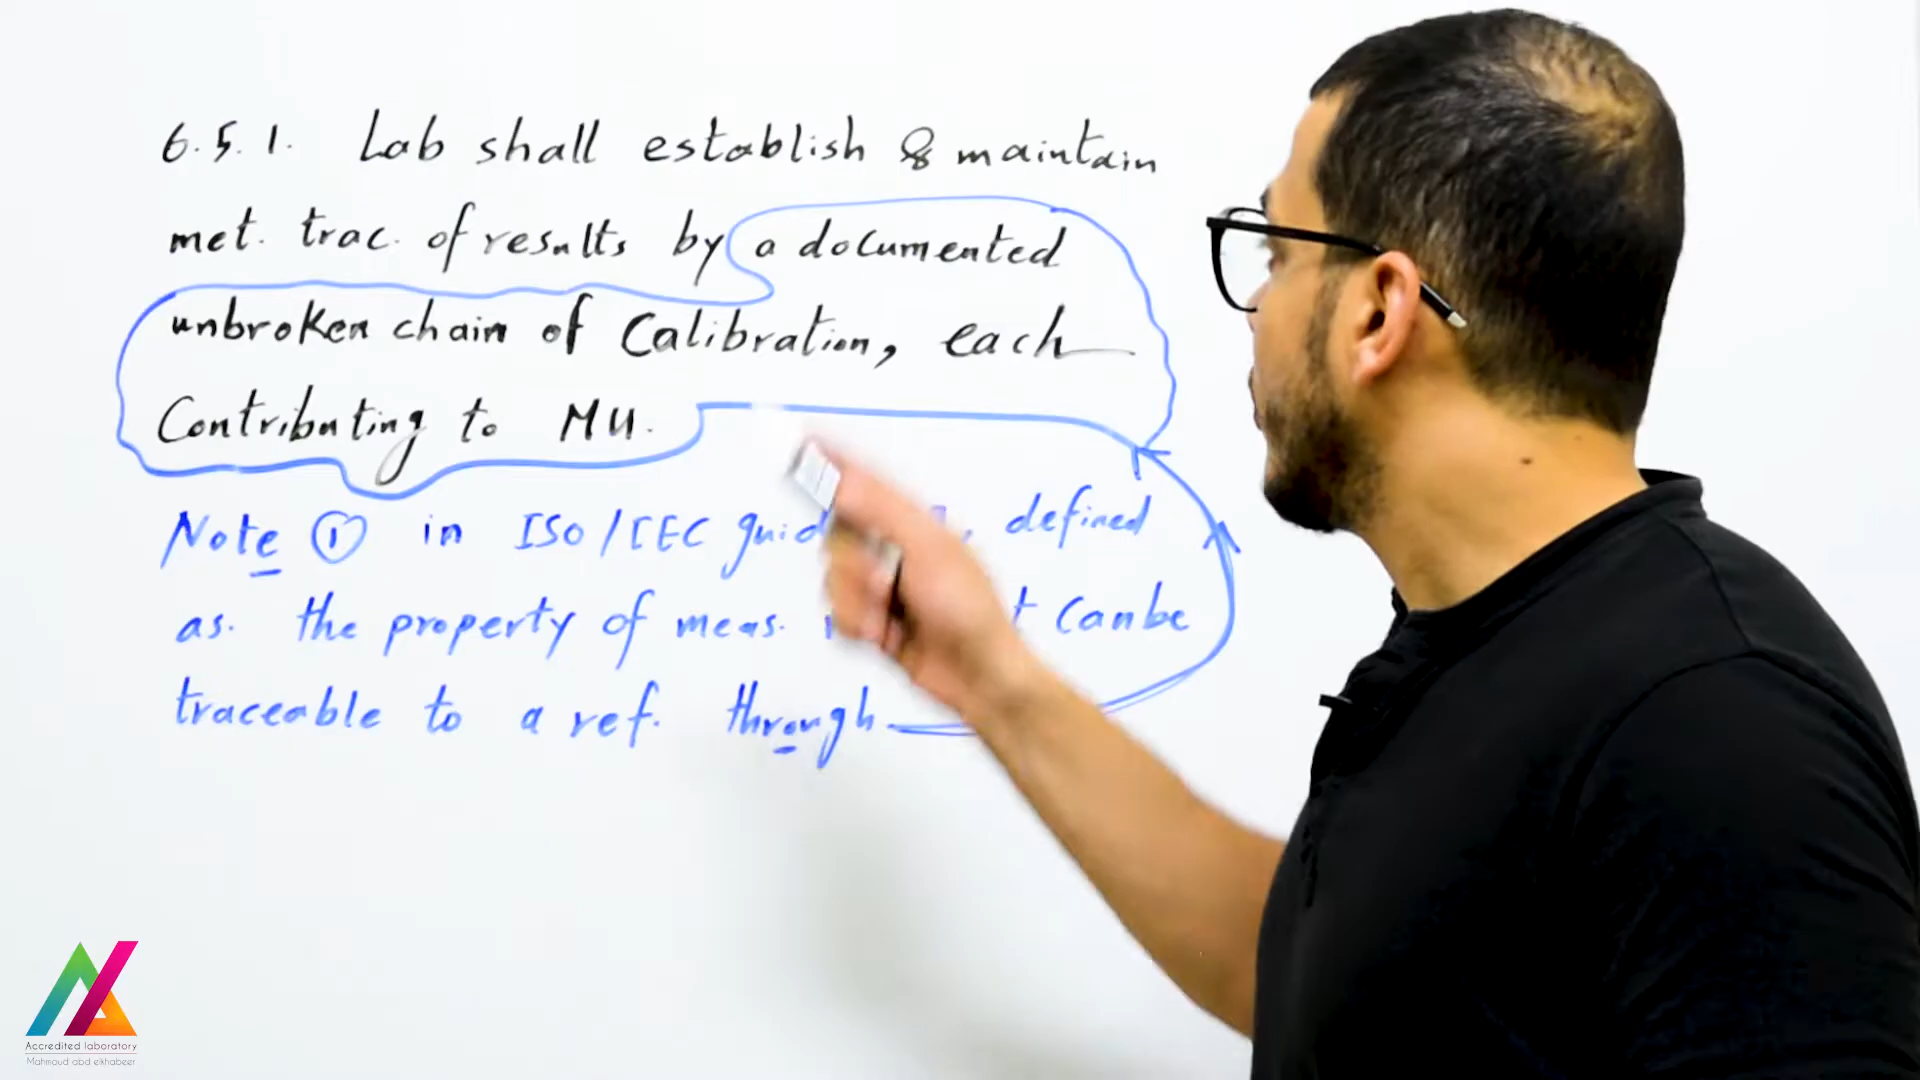 6.5.1. Lab shall establish & maintain
met. trac. of results by a documented
unbroken chain of Calibration, each
Contributing to MU.
Note ① in ISO/IEC defined
as. the property of meas. can be
traceable to a ref. through
Accredited laboratory
Mahmoud abd elkhabeer